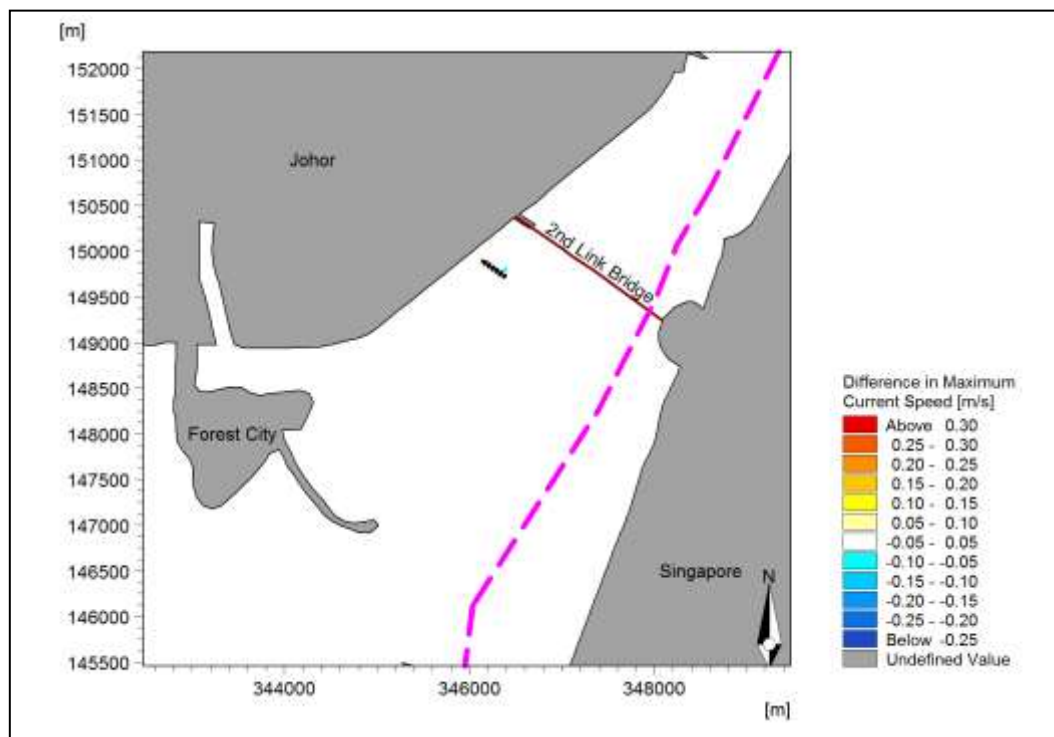 [m]
152000
151500
151000
150500
150000
149500
149000
148500
148000
147500
147000
146500
146000
145500
Johor
2nd Link Bridge
Forest City
Singapore
N
344000
346000
348000
[m]
Difference in Maximum
Current Speed [m/s]
Above 0.30
0.25 - 0.30
0.20 - 0.25
0.15 - 0.20
0.10 - 0.15
0.05 - 0.10
-0.05 - 0.05
-0.10 - -0.05
-0.15 - -0.10
-0.20 - -0.15
-0.25 - -0.20
Below -0.25
Undefined Value